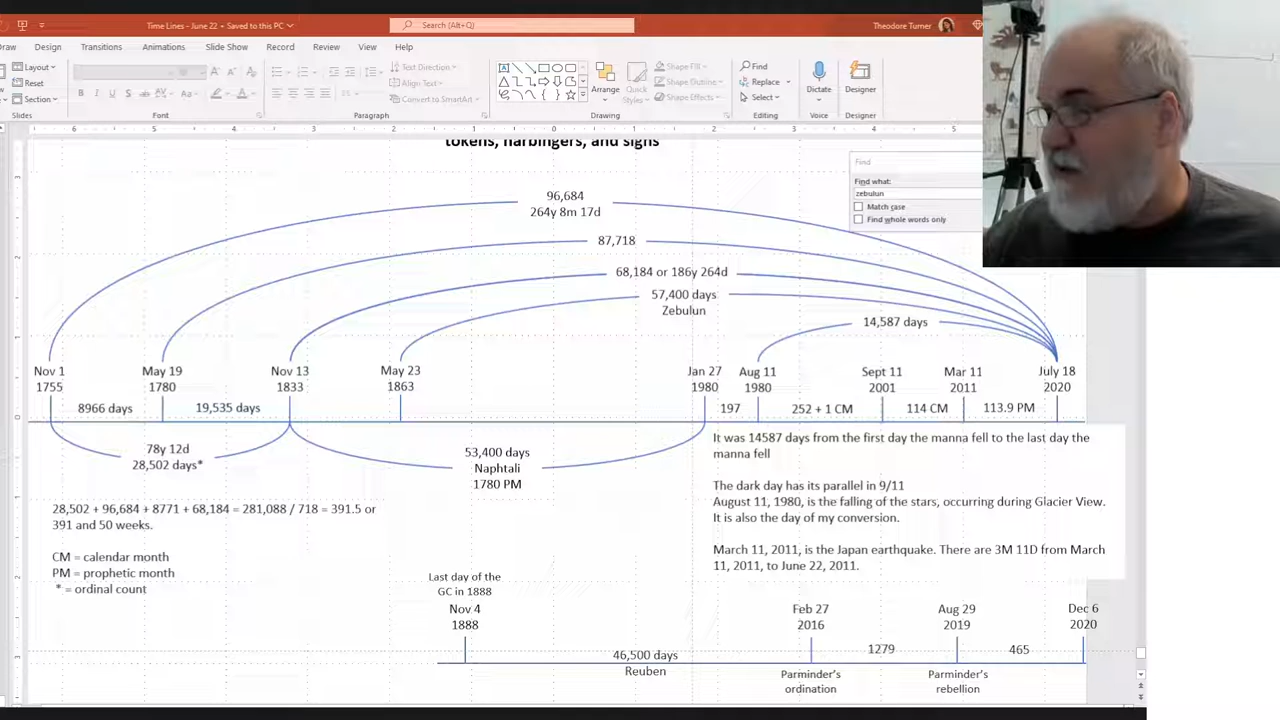 Time Lines - June 22 • Saved to this PC
Search (Alt+Q)
Theodore Turner
Draw Design Transitions Animations Slide Show Record Review View Help
Layout
Reset
Section
Slides
Font
Text Direction
Align Text
Convert to SmartArt
Paragraph
Arrange
Quick Styles
Shape Fill
Shape Outline
Shape Effects
Drawing
Find
Replace
Select
Editing
Dictate
Voice
Designer
Designer
tokens, harbingers, and signs
Find
Find what:
zebulun
Match case
Find whole words only
96,684
264y 8m 17d
87,718
68,184 or 186y 264d
57,400 days
Zebulun
14,587 days
Nov 1
1755
May 19
1780
Nov 13
1833
May 23
1863
Jan 27
1980
Aug 11
1980
Sept 11
2001
Mar 11
2011
July 18
2020
8966 days
19,535 days
197
252 + 1 CM
114 CM
113.9 PM
78y 12d
28,502 days*
53,400 days
Naphtali
1780 PM
It was 14587 days from the first day the manna fell to the last day the
manna fell
The dark day has its parallel in 9/11
August 11, 1980, is the falling of the stars, occurring during Glacier View.
It is also the day of my conversion.
March 11, 2011, is the Japan earthquake. There are 3M 11D from March
11, 2011, to June 22, 2011.
28,502 + 96,684 + 8771 + 68,184 = 281,088 / 718 = 391.5 or
391 and 50 weeks.
CM = calendar month
PM = prophetic month
* = ordinal count
Last day of the
GC in 1888
Nov 4
1888
Feb 27
2016
Aug 29
2019
Dec 6
2020
46,500 days
Reuben
1279
465
Parminder's
ordination
Parminder's
rebellion